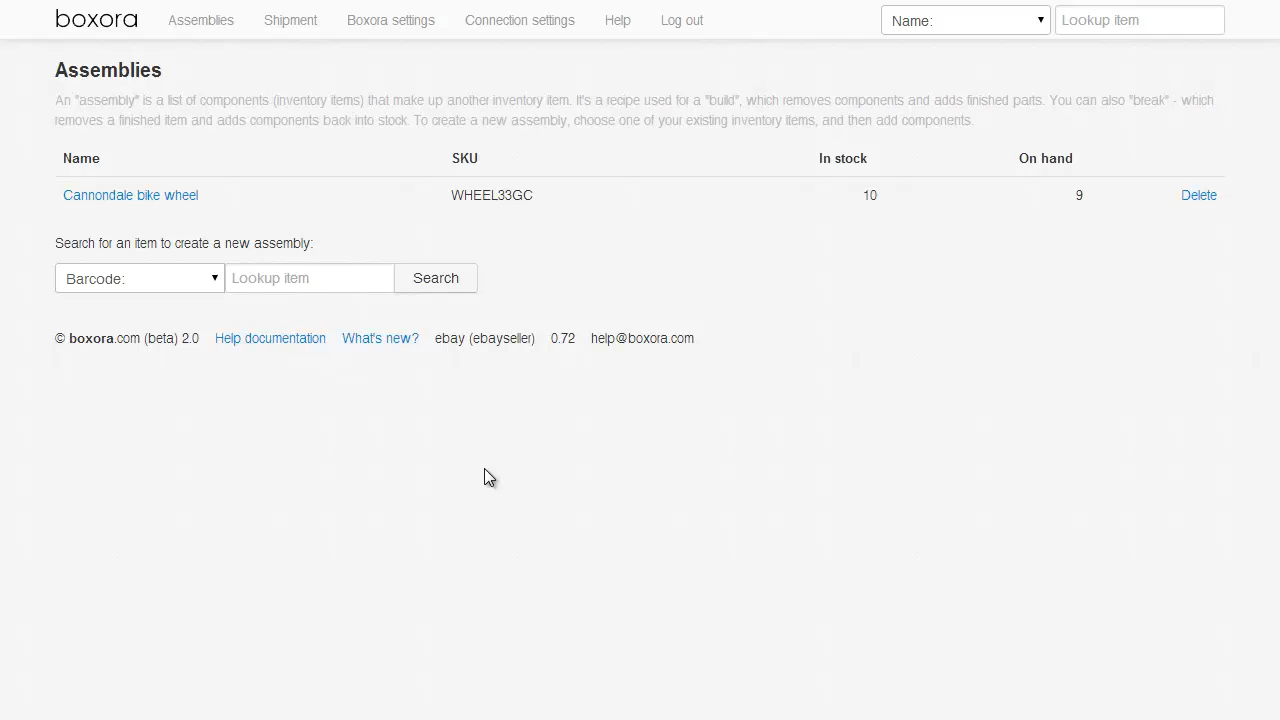 boxora Assemblies Shipment Boxora settings Connection settings Help Log out Name: Lookup item
Assemblies
An "assembly" is a list of components (inventory items) that make up another inventory item. It's a recipe used for a "build", which removes components and adds finished parts. You can also "break" - which
removes a finished item and adds components back into stock. To create a new assembly, choose one of your existing inventory items, and then add components.
Name SKU In stock On hand
Cannondale bike wheel WHEEL33GC 10 9 Delete
Search for an item to create a new assembly:
Barcode: Lookup item Search
© boxora.com (beta) 2.0 Help documentation What's new? ebay (ebayseller) 0.72 help@boxora.com